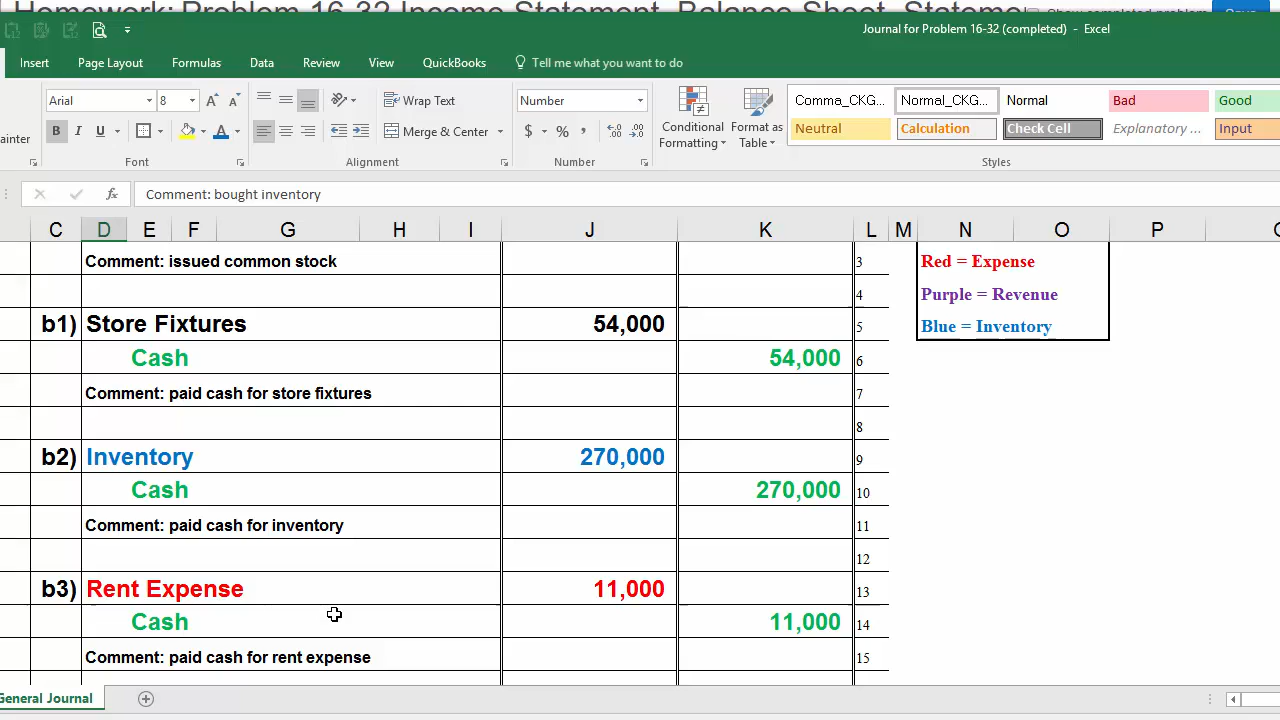 Homework: Problem 16-32 Income Statement, Balance Sheet, Stateme
Show completed problem
Journal for Problem 16-32 (completed) - Excel
Insert Page Layout Formulas Data Review View QuickBooks Tell me what you want to do
Arial 8 A A Wrap Text Number Comma_CKG... Normal_CKG... Normal Bad Good
ainter B I U A Merge & Center $ % , .00 Conditional Formatting Format as Table Neutral Calculation Check Cell Explanatory ... Input
Font Alignment Number Styles
fx Comment: bought inventory
C D E F G H I J K L M N O P
Comment: issued common stock 3 Red = Expense
4 Purple = Revenue
b1) Store Fixtures 54,000 5 Blue = Inventory
Cash 54,000 6
Comment: paid cash for store fixtures 7
8
b2) Inventory 270,000 9
Cash 270,000 10
Comment: paid cash for inventory 11
12
b3) Rent Expense 11,000 13
Cash 11,000 14
Comment: paid cash for rent expense 15
General Journal